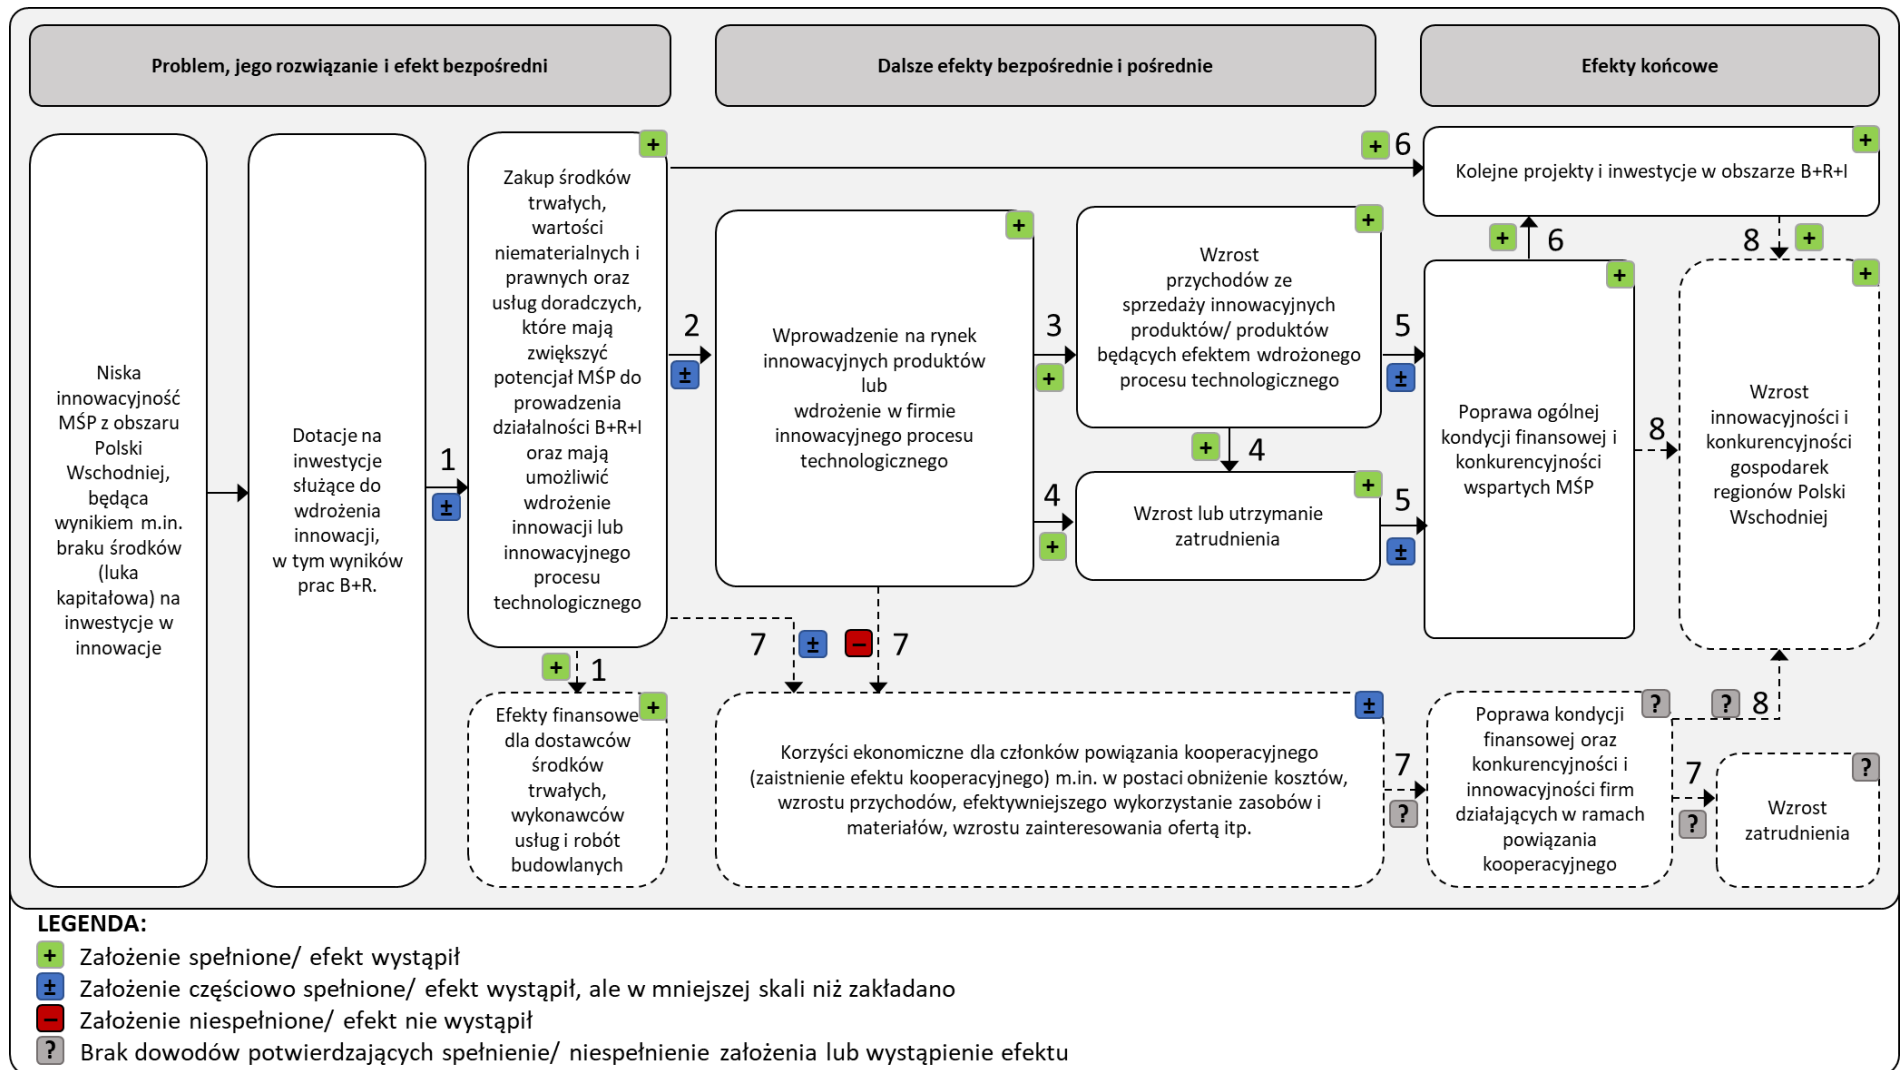 Problem, jego rozwiązanie i efekt bezpośredni
Dalsze efekty bezpośrednie i pośrednie
Efekty końcowe
Niska
innowacyjność
MŚP z obszaru
Polski
Wschodniej,
będąca
wynikiem m.in.
braku środków
(luka
kapitałowa) na
inwestycje w
innowacje
Dotacje na
inwestycje
służące do
wdrożenia
innowacji,
w tym wyników
prac B+R.
1
±
+
Zakup środków
trwałych,
wartości
niematerialnych i
prawnych oraz
usług doradczych,
które mają
zwiększyć
potencjał MŚP do
prowadzenia
działalności B+R+I
oraz mają
umożliwić
wdrożenie
innowacji lub
innowacyjnego
procesu
technologicznego
+ 1
+
Efekty finansowe
dla dostawców
środków
trwałych,
wykonawców
usług i robót
budowlanych
2
±
+
Wprowadzenie na rynek
innowacyjnych produktów
lub
wdrożenie w firmie
innowacyjnego procesu
technologicznego
3
+
4
+
+
Wzrost
przychodów ze
sprzedaży innowacyjnych
produktów/ produktów
będących efektem wdrożonego
procesu technologicznego
+ 4
+
Wzrost lub utrzymanie
zatrudnienia
5
±
5
±
+ 6
+
Kolejne projekty i inwestycje w obszarze B+R+I
+ 6
8 +
+
Poprawa ogólnej
kondycji finansowej i
konkurencyjności
wspartych MŚP
8
+
Wzrost
innowacyjności i
konkurencyjności
gospodarek
regionów Polski
Wschodniej
7 ±
− 7
±
Korzyści ekonomiczne dla członków powiązania kooperacyjnego
(zaistnienie efektu kooperacyjnego) m.in. w postaci obniżenie kosztów,
wzrostu przychodów, efektywniejszego wykorzystanie zasobów i
materiałów, wzrostu zainteresowania ofertą itp.
7
?
?
Poprawa kondycji
finansowej oraz
konkurencyjności i
innowacyjności firm
działających w ramach
powiązania
kooperacyjnego
? 8
7
?
?
Wzrost
zatrudnienia
LEGENDA:
+ Założenie spełnione/ efekt wystąpił
± Założenie częściowo spełnione/ efekt wystąpił, ale w mniejszej skali niż zakładano
− Założenie niespełnione/ efekt nie wystąpił
? Brak dowodów potwierdzających spełnienie/ niespełnienie założenia lub wystąpienie efektu